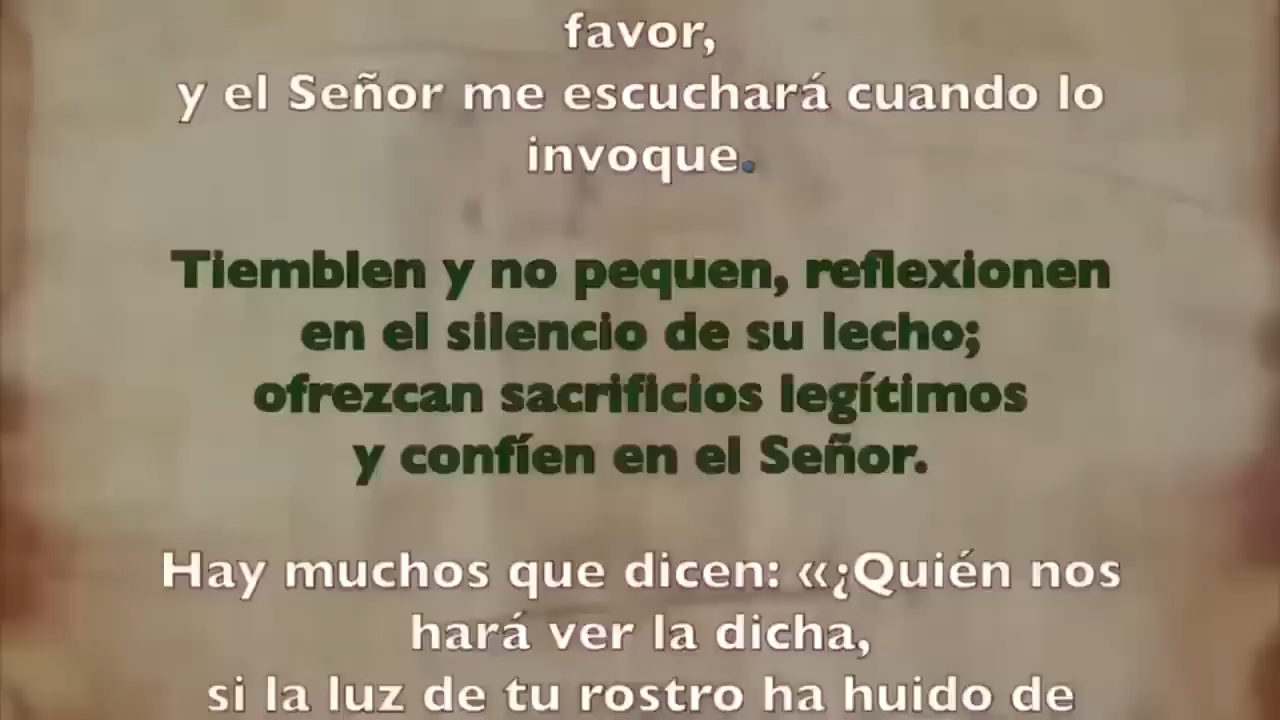 favor,
y el Señor me escuchará cuando lo
invoque.
Tiemblen y no pequen, reflexionen
en el silencio de su lecho;
ofrezcan sacrificios legítimos
y confíen en el Señor.
Hay muchos que dicen: «¿Quién nos
hará ver la dicha,
si la luz de tu rostro ha huido de